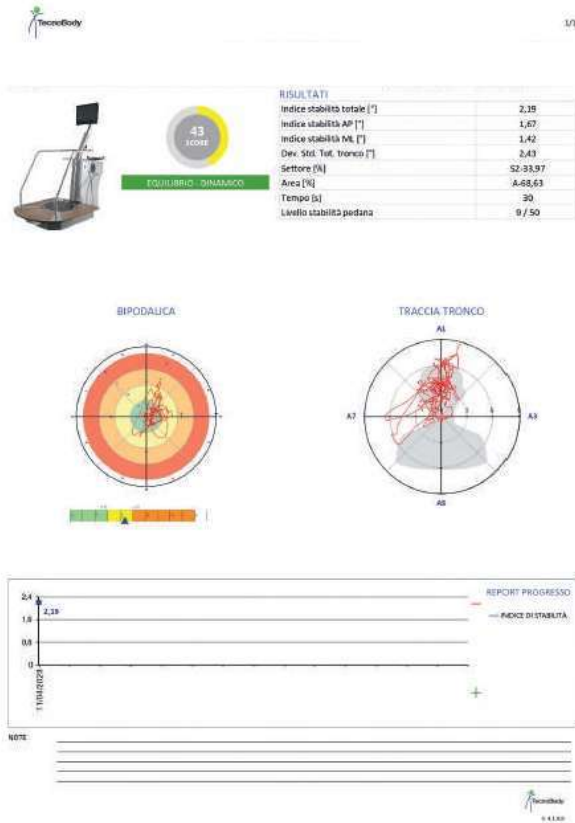 TecnoBody
1/1
RISULTATI
Indice stabilità totale [°] 2,19
Indice stabilità AP [°] 1,67
Indice stabilità ML [°] 1,42
Dev. Std. Tot. tronco [°] 2,43
Settore [%] S2-33,97
Area [%] A-68,63
Tempo [s] 30
Livello stabilità pedana 9 / 50
43
SCORE
EQUILIBRIO - DINAMICO
BIPODALICA
TRACCIA TRONCO
A1
A7
A3
REPORT PROGRESSO
INDICE DI STABILITÀ
2,4
2,19
1,6
0,8
0
11/04/2023
NOTE
TecnoBody